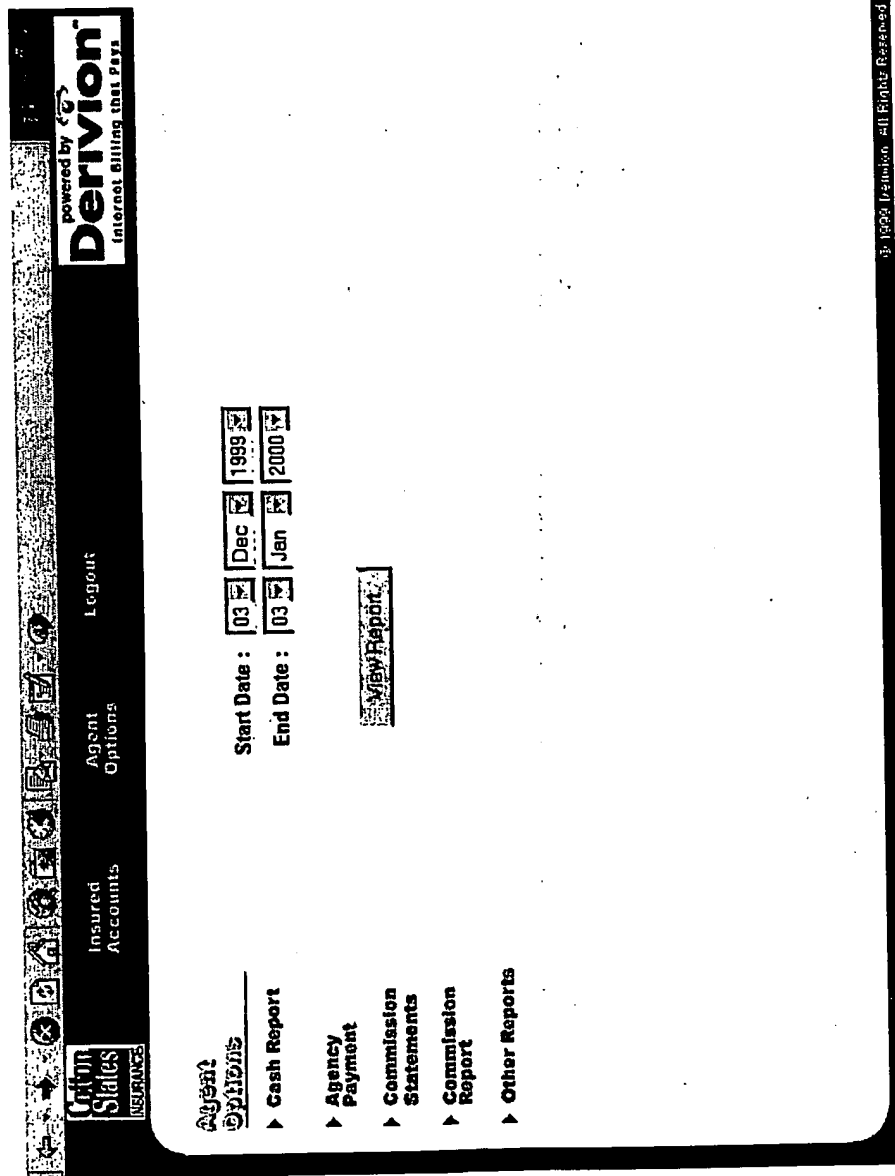 Cotton
States
INSURANCE
Insured
Accounts
Agent
Options
Logout
powered by
Derivion
Internet Billing that Pays
Agent
Options
Cash Report
Agency
Payment
Commission
Statements
Commission
Report
Other Reports
Start Date : 03 Dec 1999
End Date : 03 Jan 2000
View Report
© 1999 Derivion All Rights Reserved